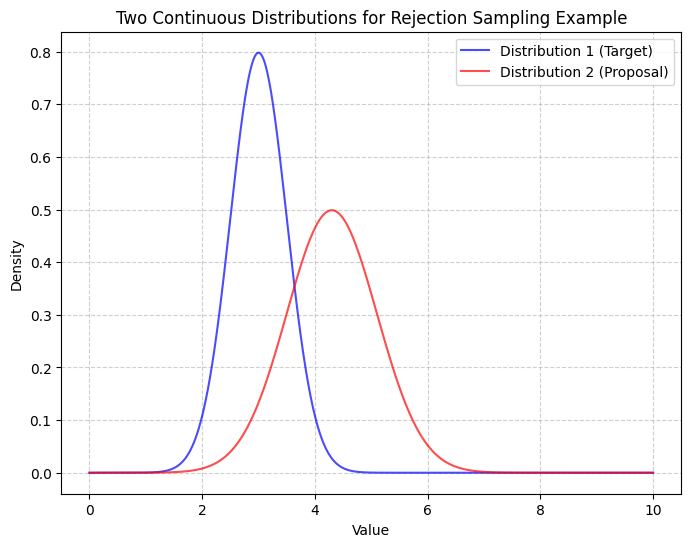 Two Continuous Distributions for Rejection Sampling Example
Distribution 1 (Target)
Distribution 2 (Proposal)
Density
0.8
0.7
0.6
0.5
0.4
0.3
0.2
0.1
0.0
0 2 4 6 8 10
Value